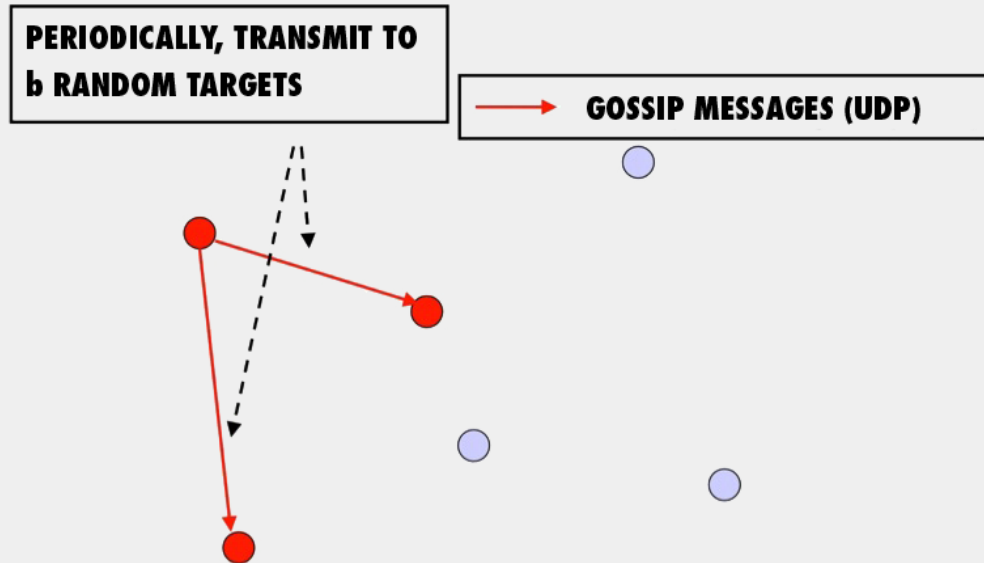 PERIODICALLY, TRANSMIT TO
b RANDOM TARGETS
GOSSIP MESSAGES (UDP)